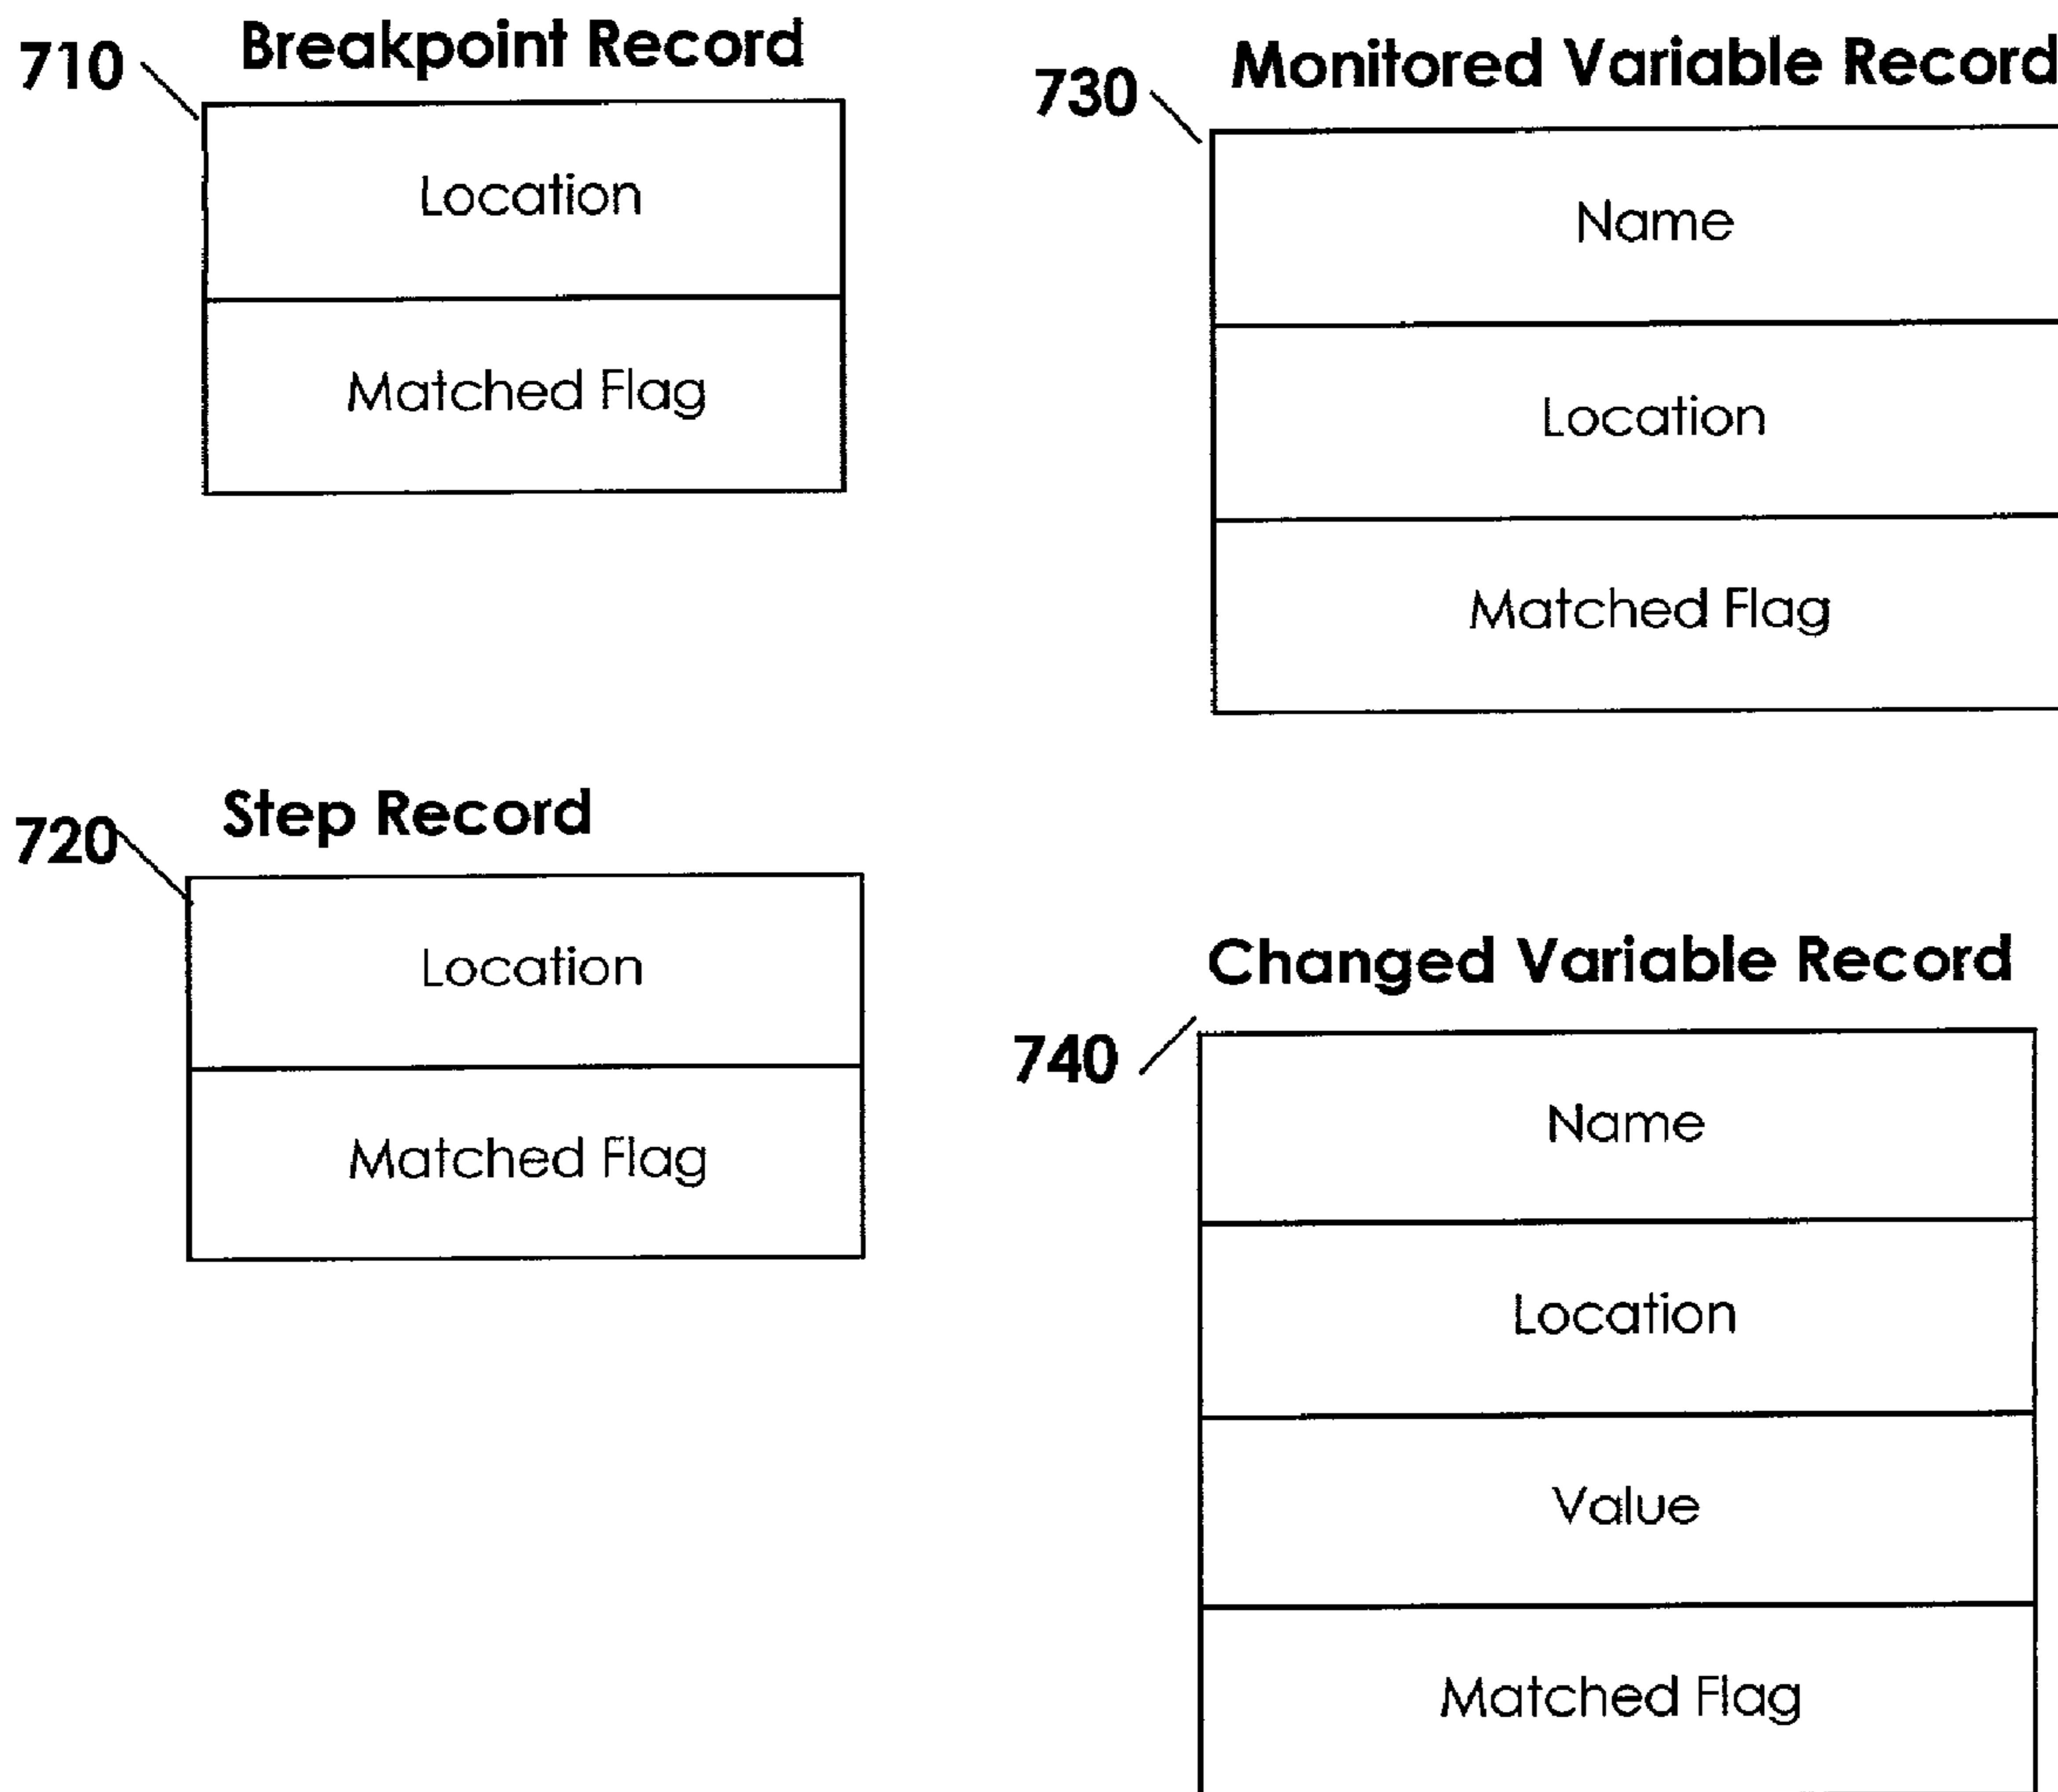 710
Breakpoint Record
Location
Matched Flag
730
Monitored Variable Record
Name
Location
Matched Flag
720
Step Record
Location
Matched Flag
Changed Variable Record
740
Name
Location
Value
Matched Flag